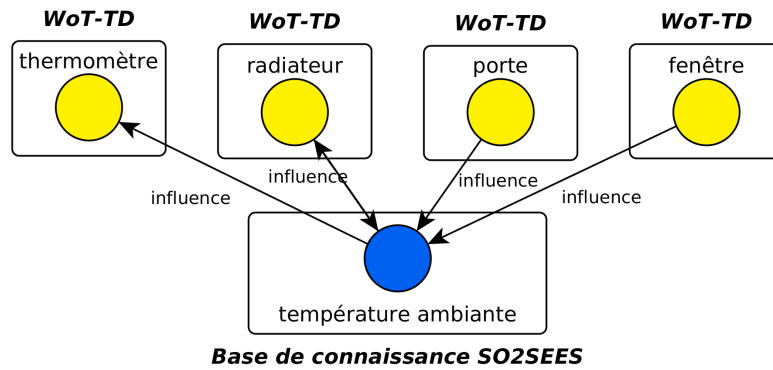 WoT-TD WoT-TD WoT-TD WoT-TD
thermomètre radiateur porte fenêtre
influence influence influence influence
température ambiante
Base de connaissance SO2SEES